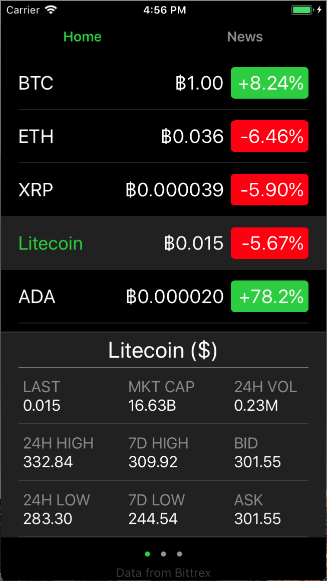 Carrier 4:56 PM
Home News
BTC ฿1.00 +8.24%
ETH ฿0.036 -6.46%
XRP ฿0.000039 -5.90%
Litecoin ฿0.015 -5.67%
ADA ฿0.000020 +78.2%
Litecoin ($)
LAST MKT CAP 24H VOL
0.015 16.63B 0.23M
24H HIGH 7D HIGH BID
332.84 309.92 301.55
24H LOW 7D LOW ASK
283.30 244.54 301.55
Data from Bittrex